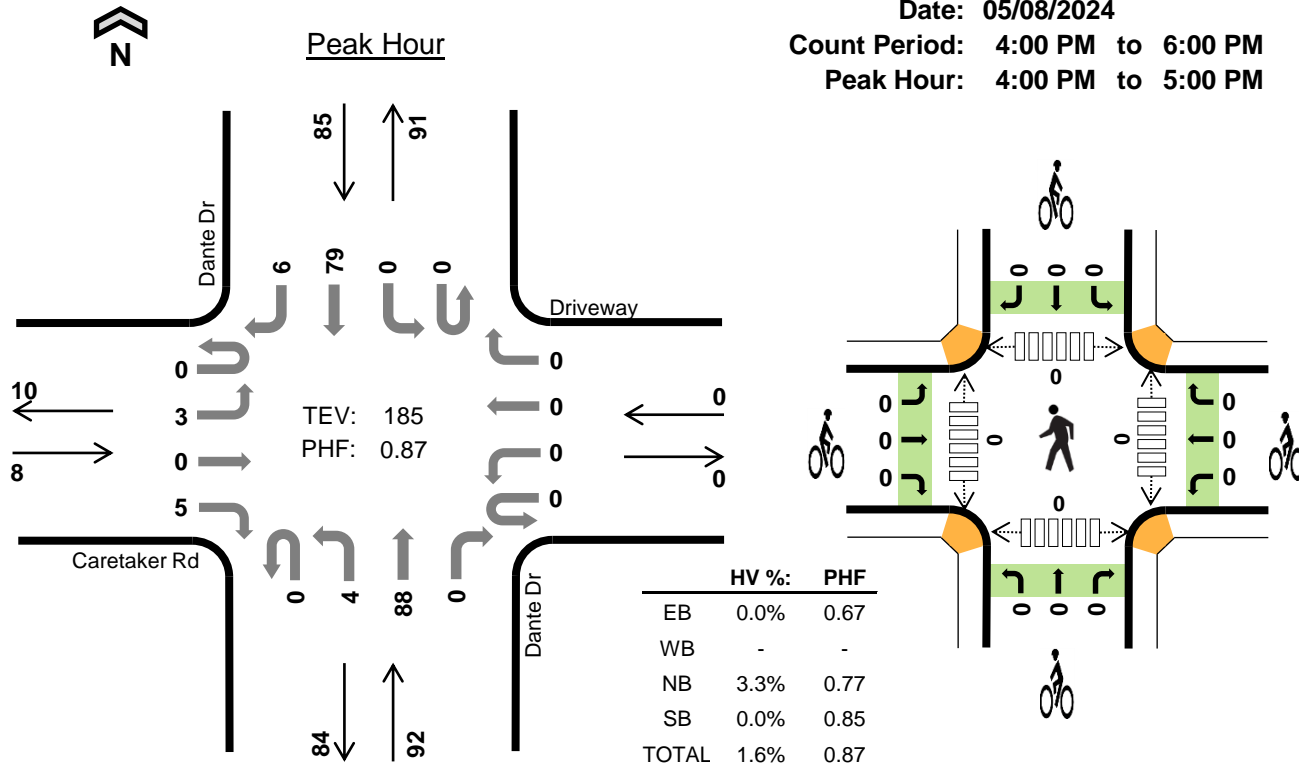 Date: 05/08/2024
Count Period: 4:00 PM to 6:00 PM
Peak Hour: 4:00 PM to 5:00 PM
N
Peak Hour
85
91
Dante Dr
6 79 0 0
Driveway
0
3
0
5
10
8
TEV: 185
PHF: 0.87
0
0
0
0
0
0
Caretaker Rd
0 4 88 0
Dante Dr
84
92
HV %: PHF
EB 0.0% 0.67
WB - -
NB 3.3% 0.77
SB 0.0% 0.85
TOTAL 1.6% 0.87
0 0 0
0
0
0
0
0
0
0
0
0
0
0
0 0 0